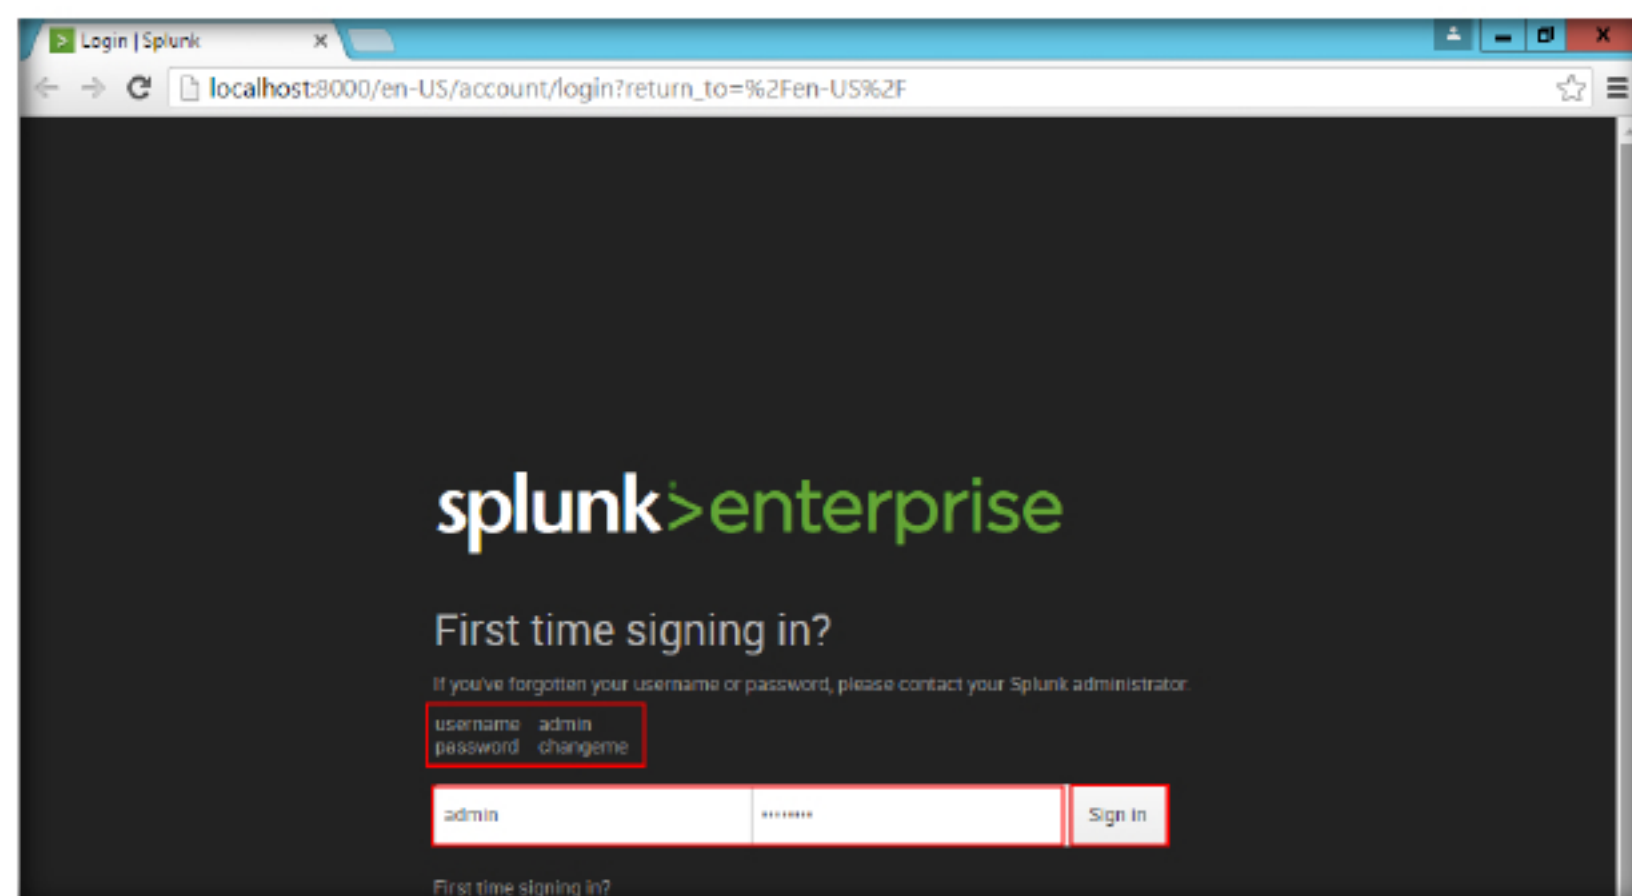 Login | Splunk
localhost:8000/en-US/account/login?return_to=%2Fen-US%2F
splunk>enterprise
First time signing in?
If you've forgotten your username or password, please contact your Splunk administrator.
username admin
password changeme
admin •••••••• Sign in
First time signing in?